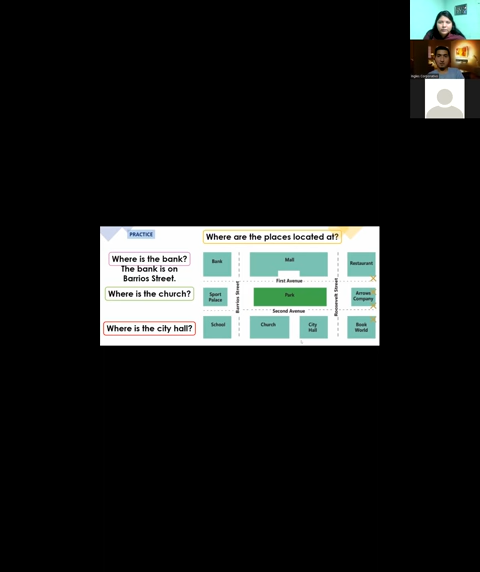 PRACTICE
Where are the places located at?
Where is the bank?
The bank is on
Barrios Street.
Where is the church?
Where is the city hall?
Bank
Mall
Restaurant
First Avenue
Sport
Palace
Barrios Street
Park
Roosevelt Street
Arrows
Company
Second Avenue
School
Church
City
Hall
Book
World